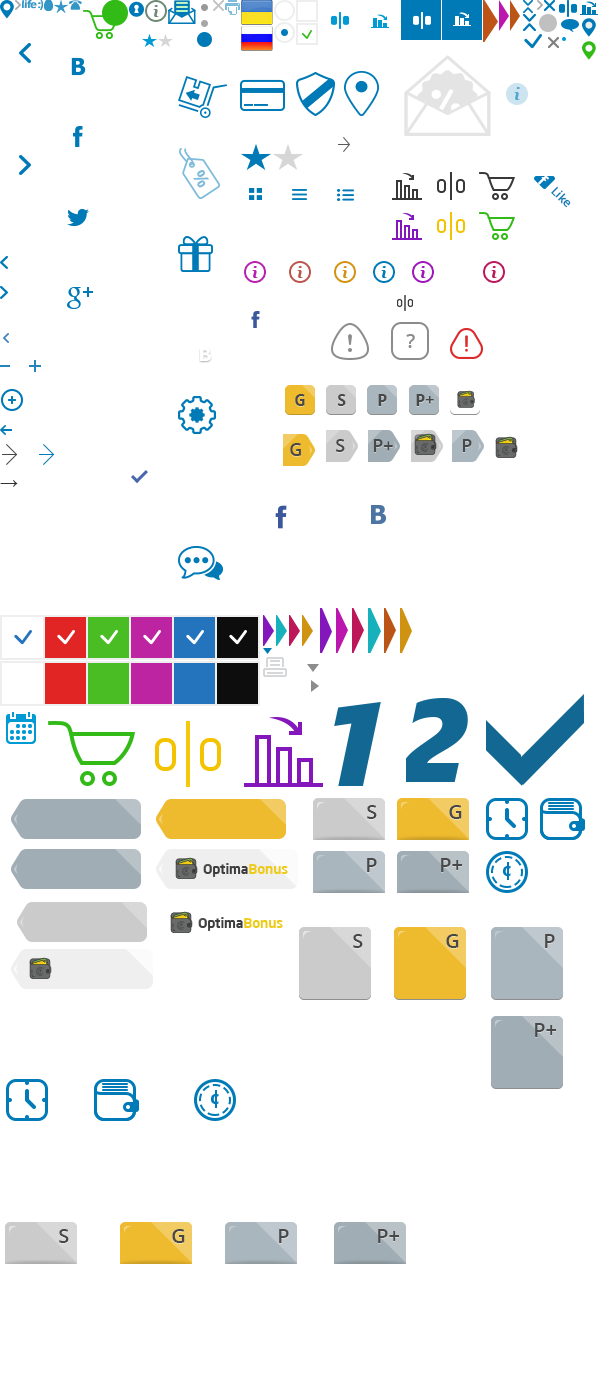 life:)
B
f
%
Like
g+
f
B
?
G S P P+
G S P+ P
f B
1 2
S G
OptimaBonus
P P+
OptimaBonus
S G P
P+
S G P P+